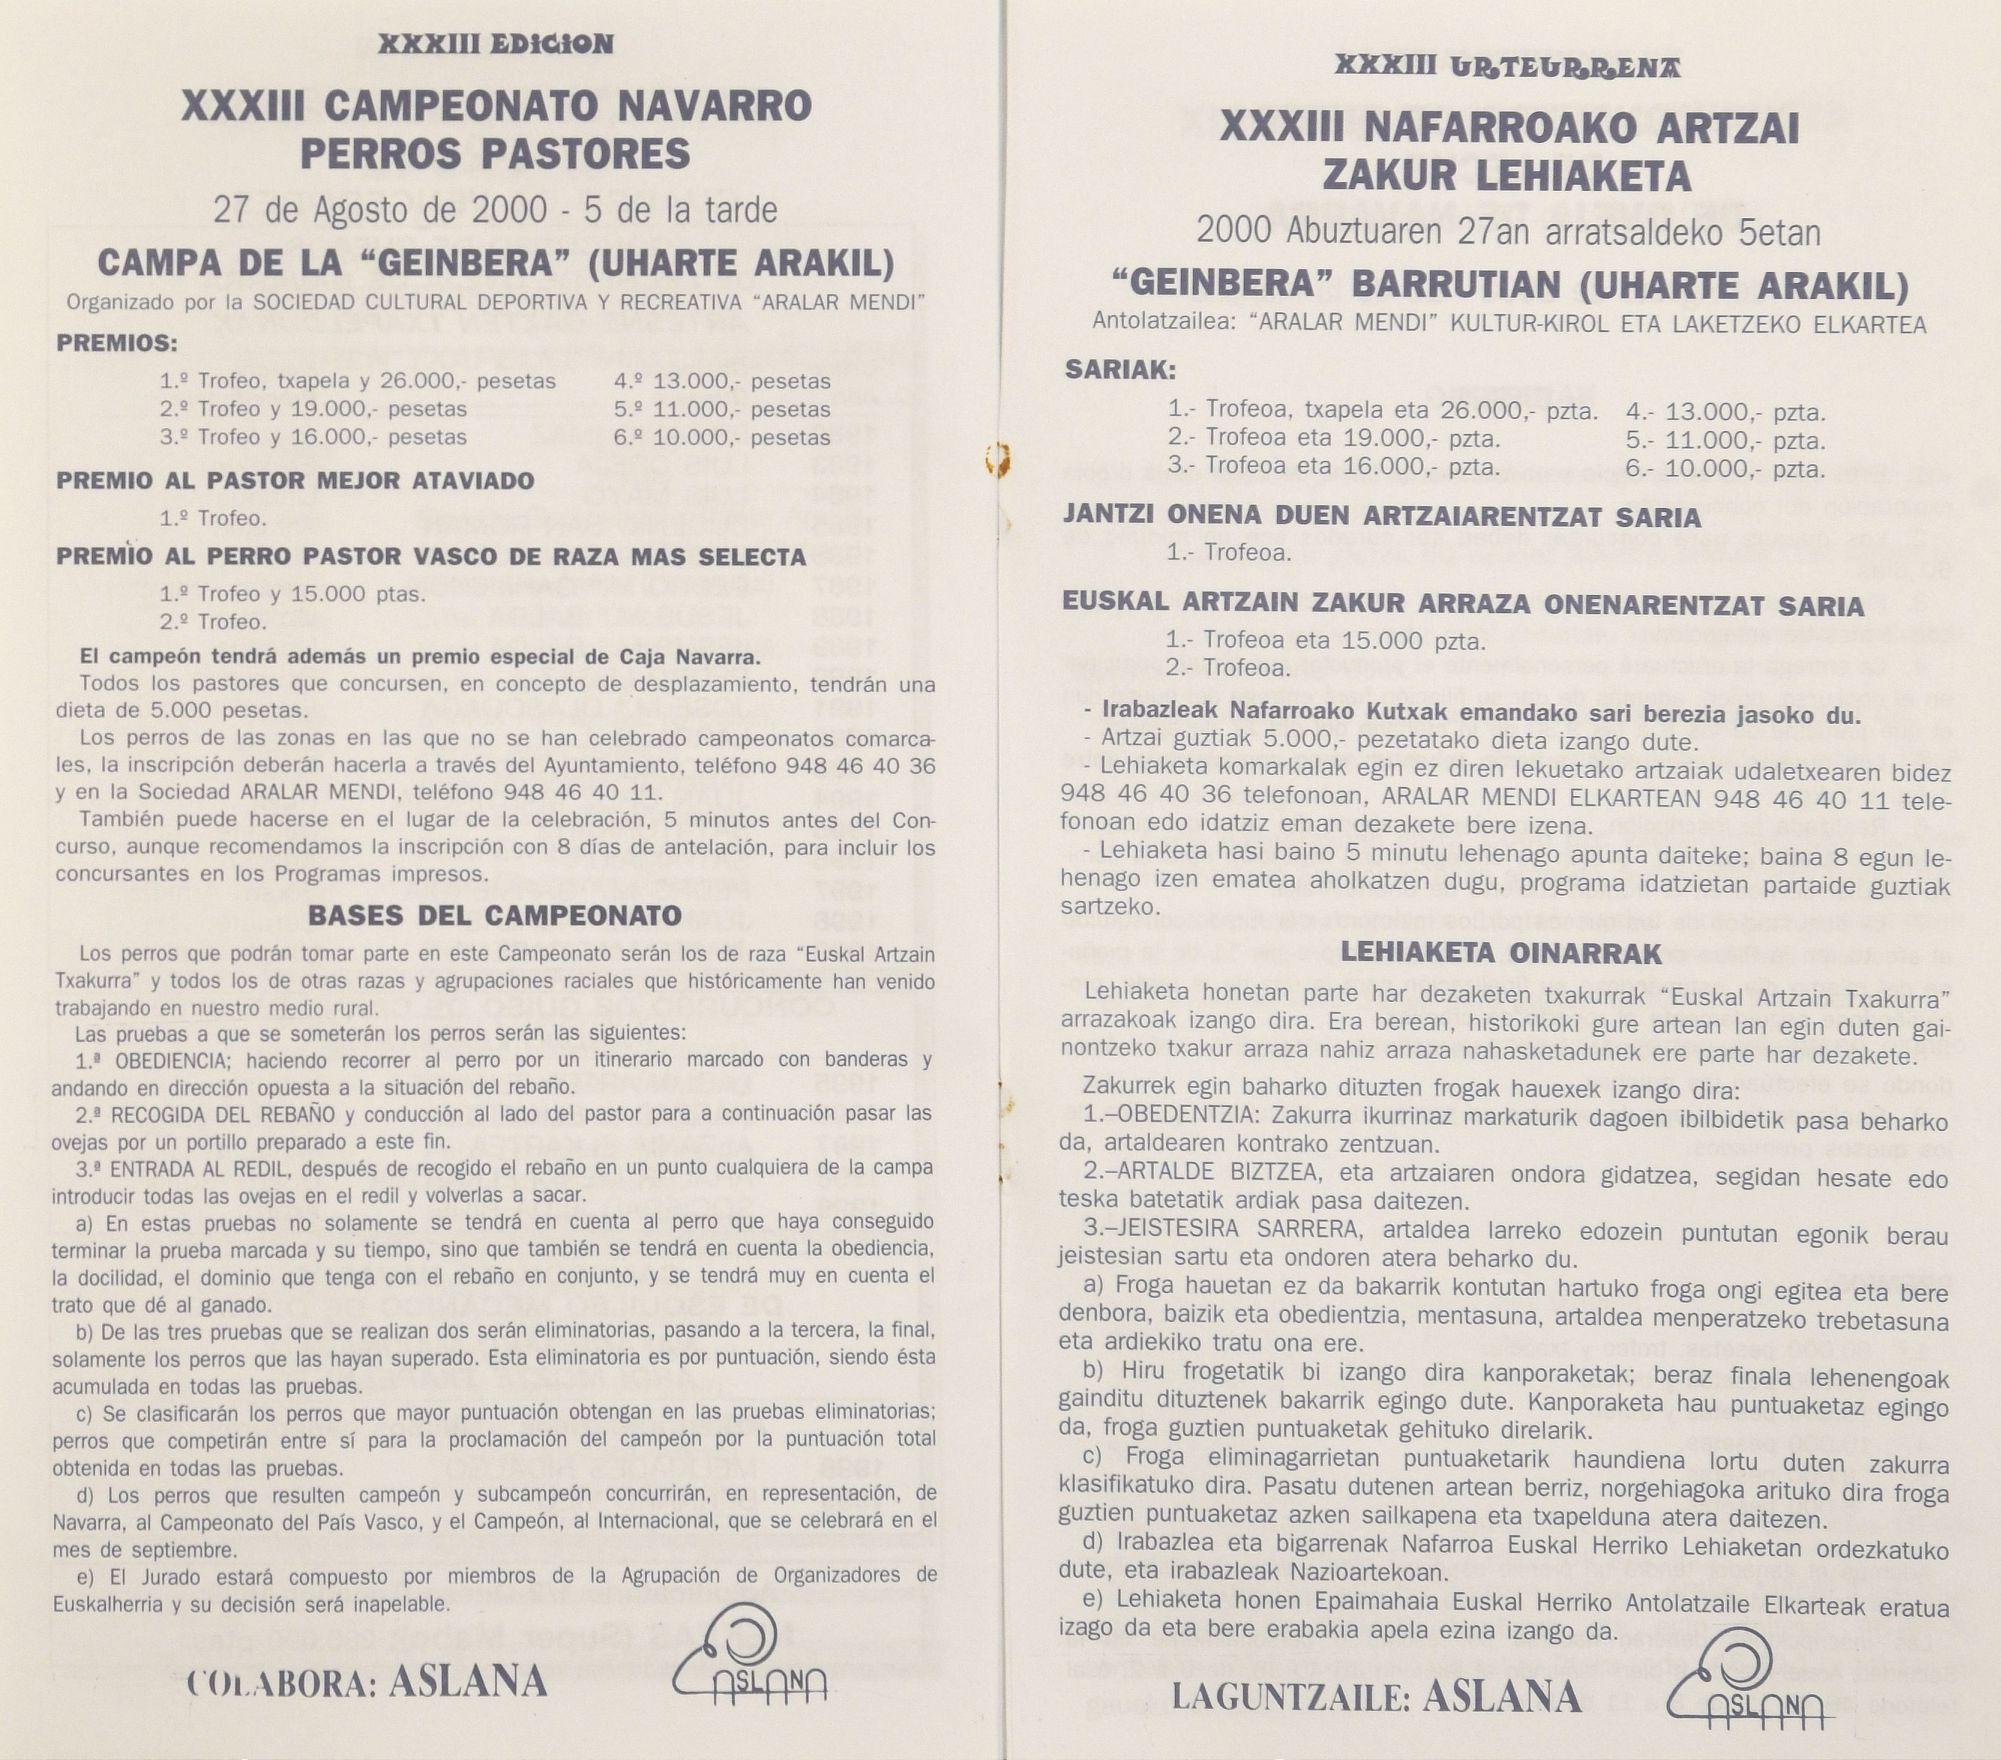 XXXIII EDICION
XXXIII CAMPEONATO NAVARRO
PERROS PASTORES
27 de Agosto de 2000 - 5 de la tarde
CAMPA DE LA “GEINBERA” (UHARTE ARAKIL)
Organizado por la SOCIEDAD CULTURAL DEPORTIVA Y RECREATIVA “ARALAR MENDI”
PREMIOS:
1.º Trofeo, txapela y 26.000,- pesetas 4.º 13.000,- pesetas
2.º Trofeo y 19.000,- pesetas 5.º 11.000,- pesetas
3.º Trofeo y 16.000,- pesetas 6.º 10.000,- pesetas
PREMIO AL PASTOR MEJOR ATAVIADO
1.º Trofeo.
PREMIO AL PERRO PASTOR VASCO DE RAZA MAS SELECTA
1.º Trofeo y 15.000 ptas.
2.º Trofeo.
El campeón tendrá además un premio especial de Caja Navarra.
Todos los pastores que concursen, en concepto de desplazamiento, tendrán una
dieta de 5.000 pesetas.
Los perros de las zonas en las que no se han celebrado campeonatos comarca-
les, la inscripción deberán hacerla a través del Ayuntamiento, teléfono 948 46 40 36
y en la Sociedad ARALAR MENDI, teléfono 948 46 40 11.
También puede hacerse en el lugar de la celebración, 5 minutos antes del Con-
curso, aunque recomendamos la inscripción con 8 días de antelación, para incluir los
concursantes en los Programas impresos.
BASES DEL CAMPEONATO
Los perros que podrán tomar parte en este Campeonato serán los de raza “Euskal Artzain
Txakurra” y todos los de otras razas y agrupaciones raciales que históricamente han venido
trabajando en nuestro medio rural.
Las pruebas a que se someterán los perros serán las siguientes:
1.ª OBEDIENCIA; haciendo recorrer al perro por un itinerario marcado con banderas y
andando en dirección opuesta a la situación del rebaño.
2.ª RECOGIDA DEL REBAÑO y conducción al lado del pastor para a continuación pasar las
ovejas por un portillo preparado a este fin.
3.ª ENTRADA AL REDIL, después de recogido el rebaño en un punto cualquiera de la campa
introducir todas las ovejas en el redil y volverlas a sacar.
a) En estas pruebas no solamente se tendrá en cuenta al perro que haya conseguido
terminar la prueba marcada y su tiempo, sino que también se tendrá en cuenta la obediencia,
la docilidad, el dominio que tenga con el rebaño en conjunto, y se tendrá muy en cuenta el
trato que dé al ganado.
b) De las tres pruebas que se realizan dos serán eliminatorias, pasando a la tercera, la final,
solamente los perros que las hayan superado. Esta eliminatoria es por puntuación, siendo ésta
acumulada en todas las pruebas.
c) Se clasificarán los perros que mayor puntuación obtengan en las pruebas eliminatorias;
perros que competirán entre sí para la proclamación del campeón por la puntuación total
obtenida en todas las pruebas.
d) Los perros que resulten campeón y subcampeón concurrirán, en representación, de
Navarra, al Campeonato del País Vasco, y el Campeón, al Internacional, que se celebrará en el
mes de septiembre.
e) El Jurado estará compuesto por miembros de la Agrupación de Organizadores de
Euskalherria y su decisión será inapelable.
COLABORA: ASLANA
ASLANA
XXXIII URTEURRENA
XXXIII NAFARROAKO ARTZAI
ZAKUR LEHIAKETA
2000 Abuztuaren 27an arratsaldeko 5etan
“GEINBERA” BARRUTIAN (UHARTE ARAKIL)
Antolatzailea: “ARALAR MENDI” KULTUR-KIROL ETA LAKETZEKO ELKARTEA
SARIAK:
1.- Trofeoa, txapela eta 26.000,- pzta. 4.- 13.000,- pzta.
2.- Trofeoa eta 19.000,- pzta. 5.- 11.000,- pzta.
3.- Trofeoa eta 16.000,- pzta. 6.- 10.000,- pzta.
JANTZI ONENA DUEN ARTZAIARENTZAT SARIA
1.- Trofeoa.
EUSKAL ARTZAIN ZAKUR ARRAZA ONENARENTZAT SARIA
1.- Trofeoa eta 15.000 pzta.
2.- Trofeoa.
- Irabazleak Nafarroako Kutxak emandako sari berezia jasoko du.
- Artzai guztiak 5.000,- pezetatako dieta izango dute.
- Lehiaketa komarkalak egin ez diren lekuetako artzaiak udaletxearen bidez
948 46 40 36 telefonoan, ARALAR MENDI ELKARTEAN 948 46 40 11 tele-
fonoan edo idatziz eman dezakete bere izena.
- Lehiaketa hasi baino 5 minutu lehenago apunta daiteke; baina 8 egun le-
henago izen ematea aholkatzen dugu, programa idatzietan partaide guztiak
sartzeko.
LEHIAKETA OINARRAK
Lehiaketa honetan parte har dezaketen txakurrak “Euskal Artzain Txakurra”
arrazakoak izango dira. Era berean, historikoki gure artean lan egin duten gai-
nontzeko txakur arraza nahiz arraza nahasketadunek ere parte har dezakete.
Zakurrek egin baharko dituzten frogak hauexek izango dira:
1.–OBEDENTZIA: Zakurra ikurrinaz markaturik dagoen ibilbidetik pasa beharko
da, artaldearen kontrako zentzuan.
2.–ARTALDE BIZTZEA, eta artzaiaren ondora gidatzea, segidan hesate edo
teska batetatik ardiak pasa daitezen.
3.–JEISTESIRA SARRERA, artaldea larreko edozein puntutan egonik berau
jeistesian sartu eta ondoren atera beharko du.
a) Froga hauetan ez da bakarrik kontutan hartuko froga ongi egitea eta bere
denbora, baizik eta obedientzia, mentasuna, artaldea menperatzeko trebetasuna
eta ardiekiko tratu ona ere.
b) Hiru frogetatik bi izango dira kanporaketak; beraz finala lehenengoak
gainditu dituztenek bakarrik egingo dute. Kanporaketa hau puntuaketaz egingo
da, froga guztien puntuaketak gehituko direlarik.
c) Froga eliminagarrietan puntuaketarik haundiena lortu duten zakurra
klasifikatuko dira. Pasatu dutenen artean berriz, norgehiagoka arituko dira froga
guztien puntuaketaz azken sailkapena eta txapelduna atera daitezen.
d) Irabazlea eta bigarrenak Nafarroa Euskal Herriko Lehiaketan ordezkatuko
dute, eta irabazleak Nazioartekoan.
e) Lehiaketa honen Epaimahaia Euskal Herriko Antolatzaile Elkarteak eratua
izago da eta bere erabakia apela ezina izango da.
LAGUNTZAILE: ASLANA
ASLANA